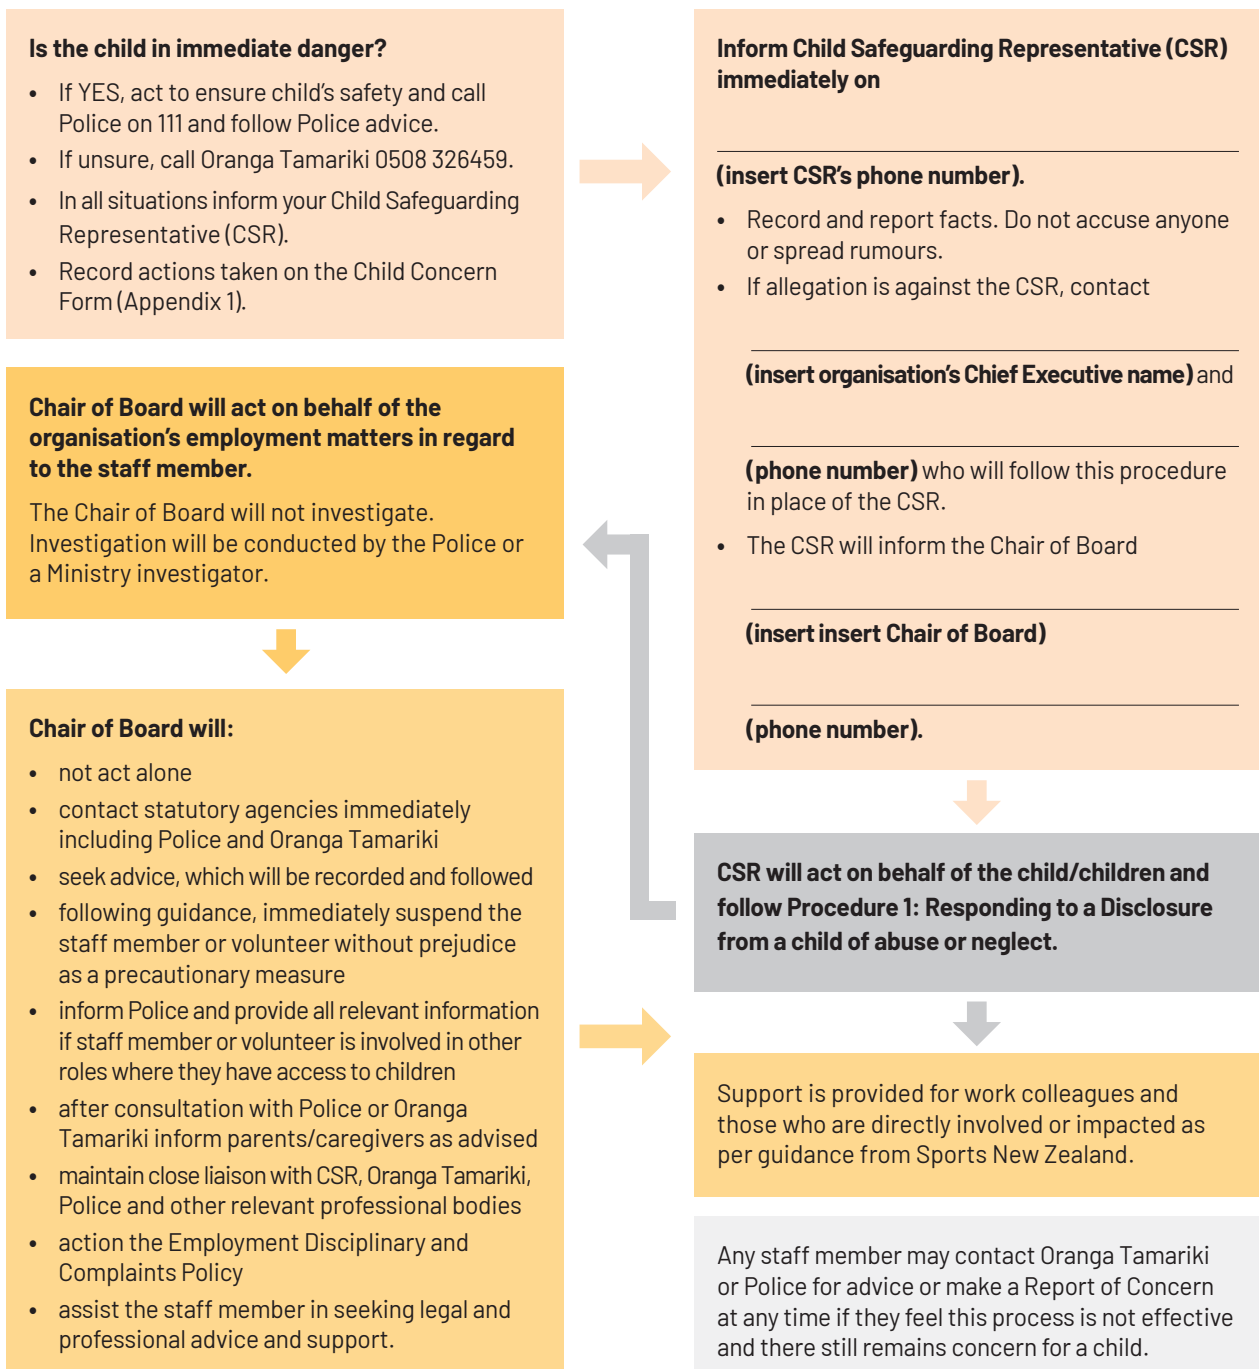 Is the child in immediate danger?
• If YES, act to ensure child's safety and call
Police on 111 and follow Police advice.
• If unsure, call Oranga Tamariki 0508 326459.
• In all situations inform your Child Safeguarding
Representative (CSR).
• Record actions taken on the Child Concern
Form (Appendix 1).
Inform Child Safeguarding Representative (CSR)
immediately on
(insert CSR's phone number).
• Record and report facts. Do not accuse anyone
or spread rumours.
• If allegation is against the CSR, contact
(insert organisation's Chief Executive name) and
(phone number) who will follow this procedure
in place of the CSR.
• The CSR will inform the Chair of Board
(insert insert Chair of Board)
(phone number).
CSR will act on behalf of the child/children and
follow Procedure 1: Responding to a Disclosure
from a child of abuse or neglect.
Chair of Board will act on behalf of the
organisation's employment matters in regard
to the staff member.
The Chair of Board will not investigate.
Investigation will be conducted by the Police or
a Ministry investigator.
Chair of Board will:
• not act alone
• contact statutory agencies immediately
including Police and Oranga Tamariki
• seek advice, which will be recorded and followed
• following guidance, immediately suspend the
staff member or volunteer without prejudice
as a precautionary measure
• inform Police and provide all relevant information
if staff member or volunteer is involved in other
roles where they have access to children
• after consultation with Police or Oranga
Tamariki inform parents/caregivers as advised
• maintain close liaison with CSR, Oranga Tamariki,
Police and other relevant professional bodies
• action the Employment Disciplinary and
Complaints Policy
• assist the staff member in seeking legal and
professional advice and support.
Support is provided for work colleagues and
those who are directly involved or impacted as
per guidance from Sports New Zealand.
Any staff member may contact Oranga Tamariki
or Police for advice or make a Report of Concern
at any time if they feel this process is not effective
and there still remains concern for a child.